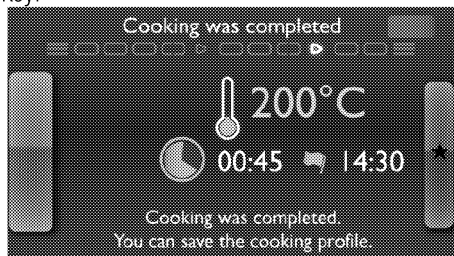 Cooking was completed
200°C
00:45 14:30
Cooking was completed.
You can save the cooking profile.